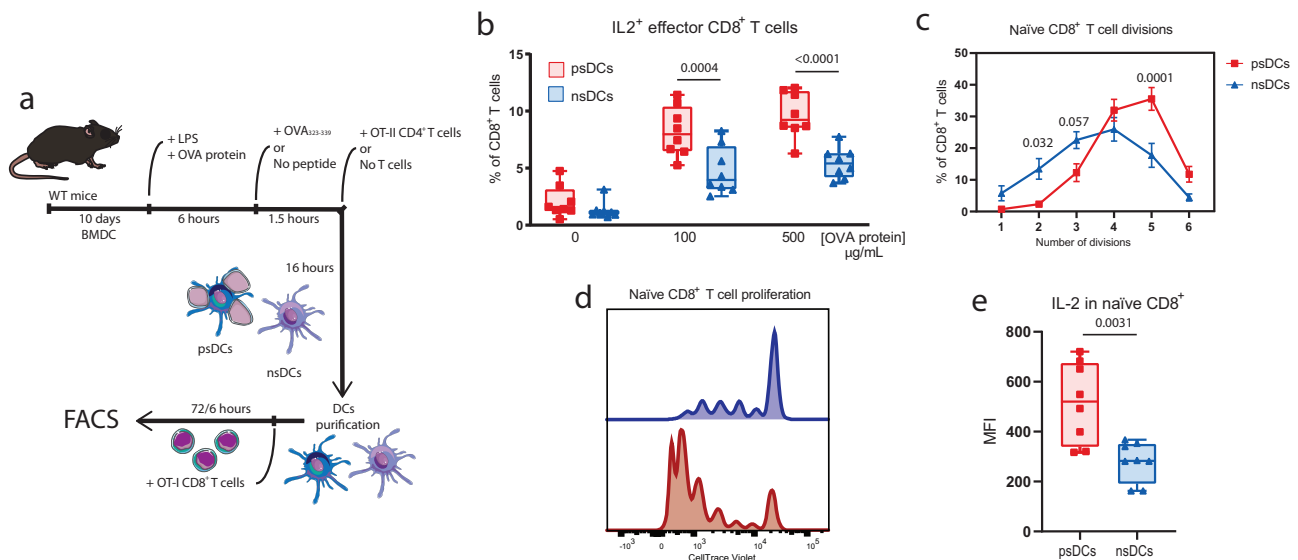 a
WT mice
+ LPS
+ OVA protein
+ OVA323-339
or
No peptide
+ OT-II CD4+ T cells
or
No T cells
10 days
BMDC
6 hours
1.5 hours
16 hours
psDCs
nsDCs
DCs
purification
72/6 hours
FACS
+ OT-I CD8+ T cells
b
IL2+ effector CD8+ T cells
psDCs
nsDCs
0.0004
<0.0001
% of CD8+ T cells
15
10
5
0
0
100
500
[OVA protein]
µg/mL
c
Naïve CD8+ T cell divisions
psDCs
nsDCs
0.032
0.057
0.0001
% of CD8+ T cells
50
40
30
20
10
0
1
2
3
4
5
6
Number of divisions
d
Naïve CD8+ T cell proliferation
-10³
0
10³
10⁴
10⁵
CellTrace Violet
e
IL-2 in naïve CD8+
0.0031
MFI
800
600
400
200
0
psDCs
nsDCs